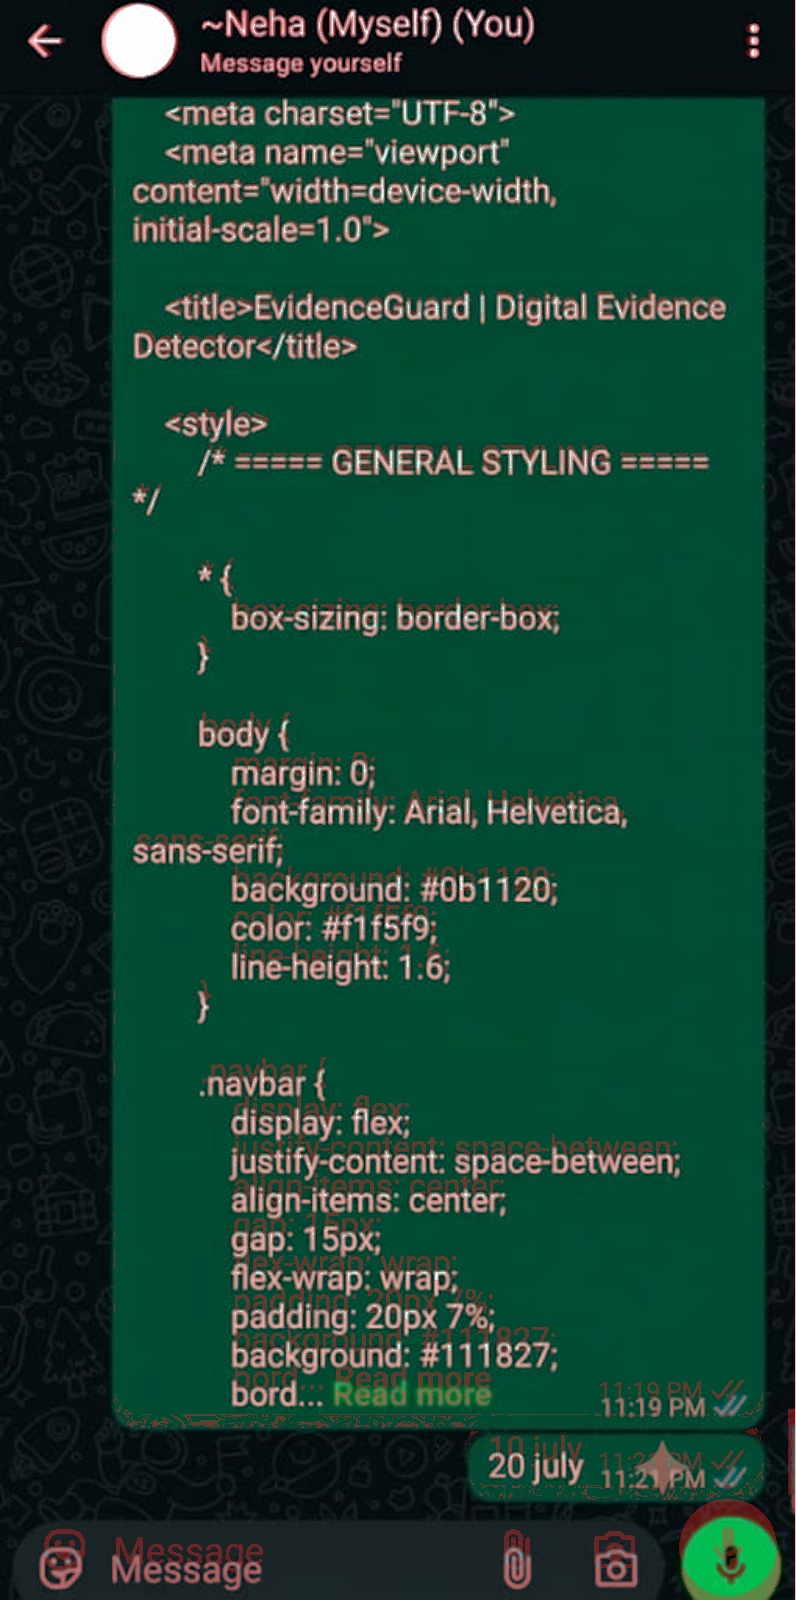 ~Neha (Myself) (You)
Message yourself
<meta charset="UTF-8">
<meta name="viewport"
content="width=device-width,
initial-scale=1.0">
<title>EvidenceGuard | Digital Evidence
Detector</title>
<style>
/* ===== GENERAL STYLING =====
*/
* {
box-sizing: border-box;
}
body {
margin: 0;
font-family: Arial, Helvetica,
sans-serif;
background: #0b1120;
color: #f1f5f9;
line-height: 1.6;
}
.navbar {
display: flex;
justify-content: space-between;
align-items: center;
gap: 15px;
flex-wrap: wrap;
padding: 20px 7%;
background: #111827;
bord... Read more
11:19 PM
20 july
11:21 PM
Message